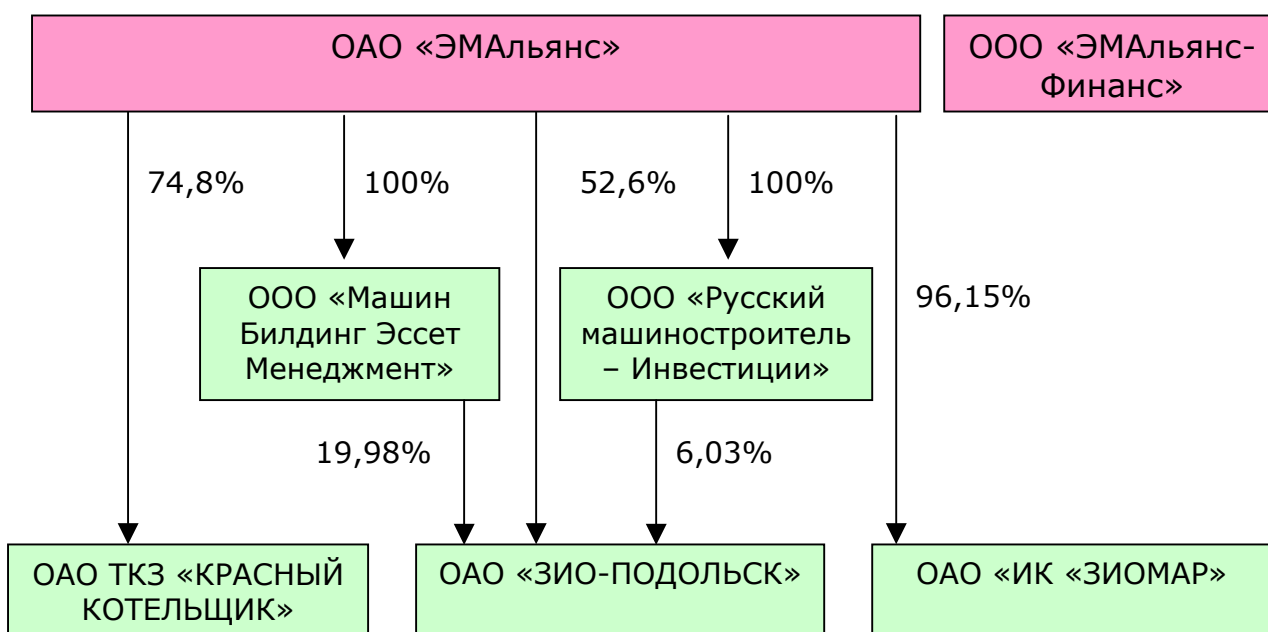 ОАО «ЭМАльянс»
ООО «ЭМАльянс-
Финанс»
74,8%
100%
52,6%
100%
ООО «Машин
Билдинг Эссет
Менеджмент»
ООО «Русский
машиностроитель
– Инвестиции»
96,15%
19,98%
6,03%
ОАО ТКЗ «КРАСНЫЙ
КОТЕЛЬЩИК»
ОАО «ЗИО-ПОДОЛЬСК»
ОАО «ИК «ЗИОМАР»